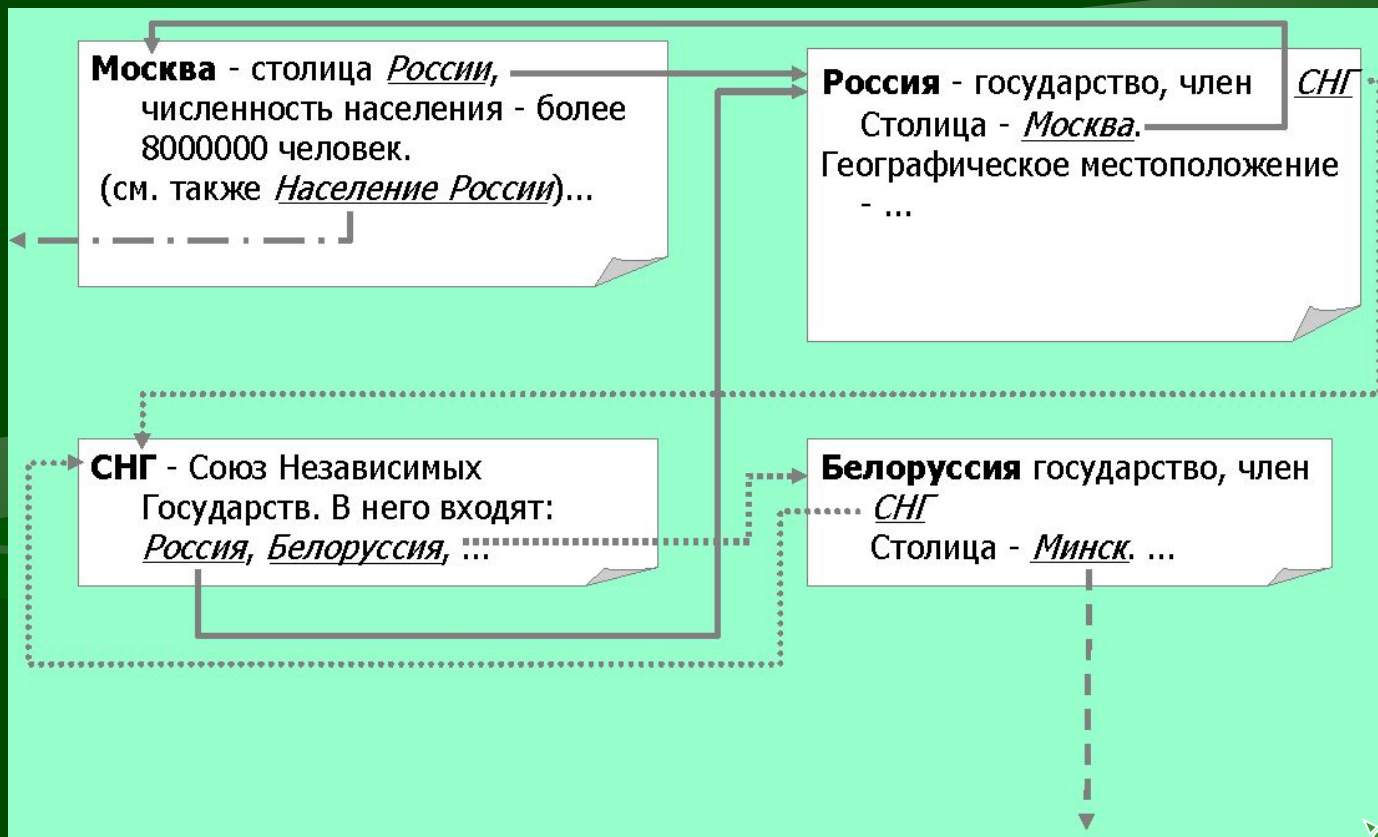 Москва - столица России,
численность населения - более
8000000 человек.
(см. также Население России)...
Россия - государство, член СНГ
Столица - Москва.
Географическое местоположение
- ...
СНГ - Союз Независимых
Государств. В него входят:
Россия, Белоруссия, ...
Белоруссия государство, член
СНГ
Столица - Минск. ...